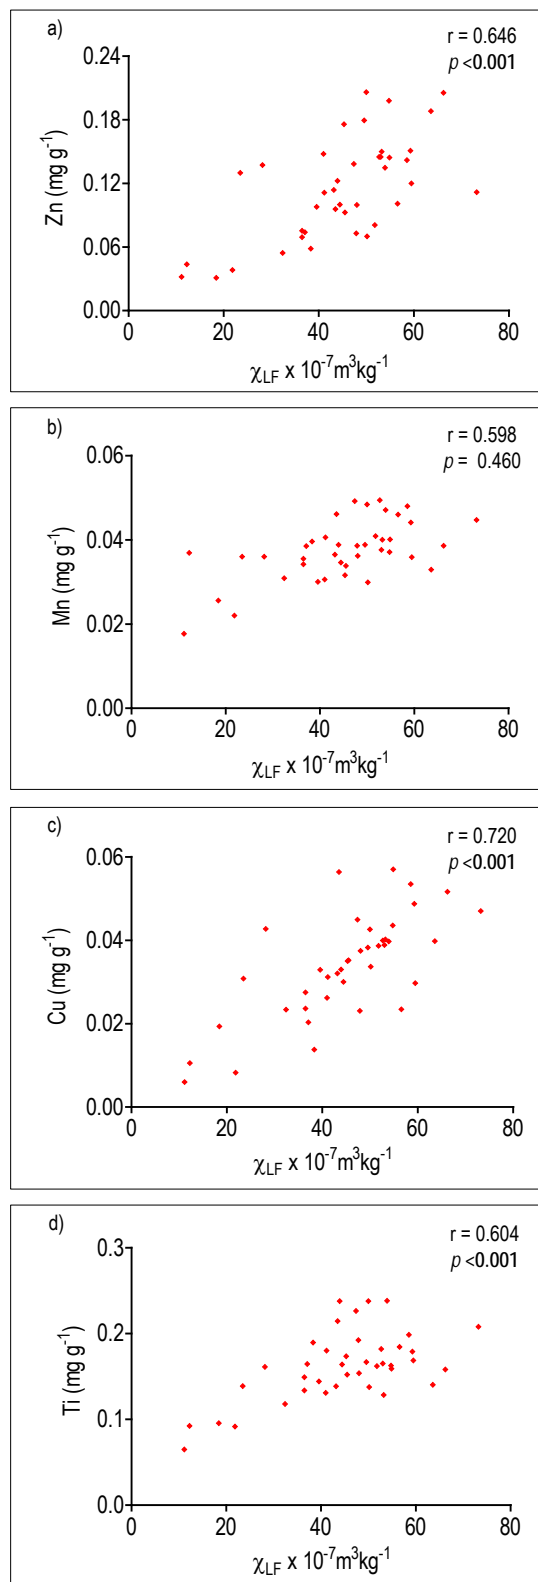 a)
r = 0.646
p <0.001
0.24
0.18
0.12
0.06
0.00
Zn (mg g⁻¹)
0 20 40 60 80
χLF x 10⁻⁷m³kg⁻¹
b)
r = 0.598
p = 0.460
0.06
0.04
0.02
0.00
Mn (mg g⁻¹)
0 20 40 60 80
χLF x 10⁻⁷m³kg⁻¹
c)
r = 0.720
p <0.001
0.06
0.04
0.02
0.00
Cu (mg g⁻¹)
0 20 40 60 80
χLF x 10⁻⁷m³kg⁻¹
d)
r = 0.604
p <0.001
0.3
0.2
0.1
0.0
Ti (mg g⁻¹)
0 20 40 60 80
χLF x 10⁻⁷m³kg⁻¹